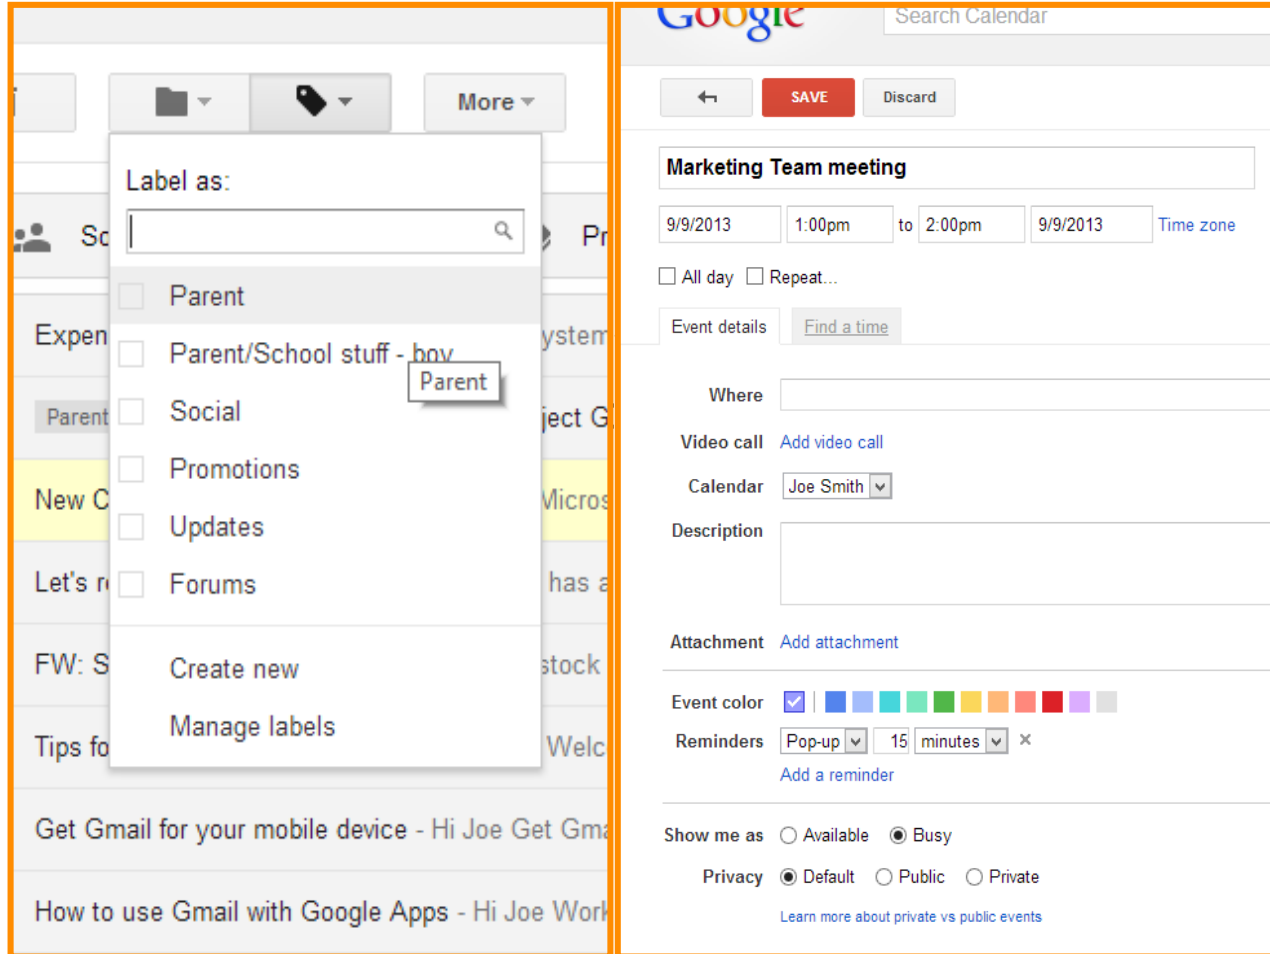 More
Label as:
Parent
Parent/School stuff - boy
Parent
Social
Promotions
Updates
Forums
Create new
Manage labels
Expen
ystem
Parent
ject G
New C
Micros
Let's r
has a
FW: S
stock
Tips fo
Welc
Get Gmail for your mobile device - Hi Joe Get Gma
How to use Gmail with Google Apps - Hi Joe Work
Google
Search Calendar
SAVE
Discard
Marketing Team meeting
9/9/2013 1:00pm to 2:00pm 9/9/2013 Time zone
All day Repeat...
Event details Find a time
Where
Video call Add video call
Calendar Joe Smith
Description
Attachment Add attachment
Event color
Reminders Pop-up 15 minutes ×
Add a reminder
Show me as Available Busy
Privacy Default Public Private
Learn more about private vs public events